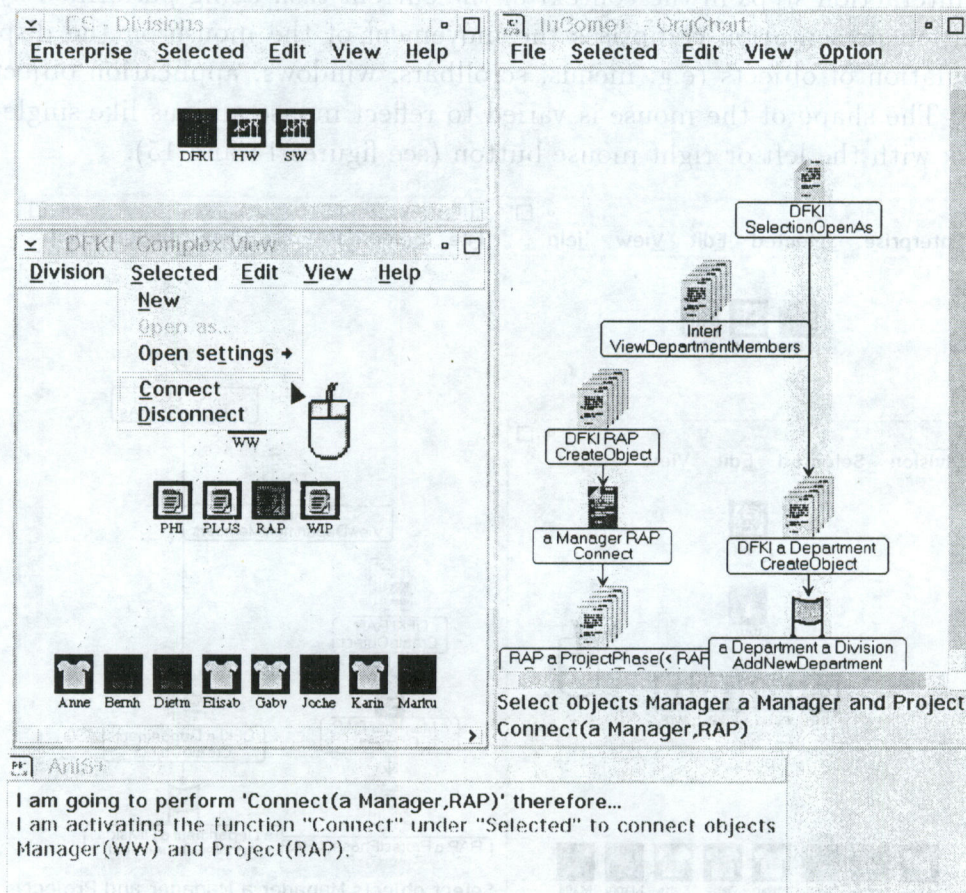 ES - Divisions
Enterprise Selected Edit View Help
DFKI HW SW
DFKI - Complex View
Division Selected Edit View Help
New
Open as...
Open settings
Connect
Disconnect
WW
PHI PLUS RAP WIP
Anne Bernh Dietm Elisab Gaby Joche Karin Marku
InCome+ - OrgChart
File Selected Edit View Option
DFKI
SelectionOpenAs
Interf
ViewDepartmentMembers
DFKI RAP
CreateObject
a Manager RAP
Connect
DFKI a Department
CreateObject
RAP a ProjectPhase(< RAP
a Department a Division
AddNewDepartment
Select objects Manager a Manager and Project
Connect(a Manager,RAP)
AniS+
I am going to perform 'Connect(a Manager,RAP)' therefore...
I am activating the function "Connect" under "Selected" to connect objects
Manager(WW) and Project(RAP).